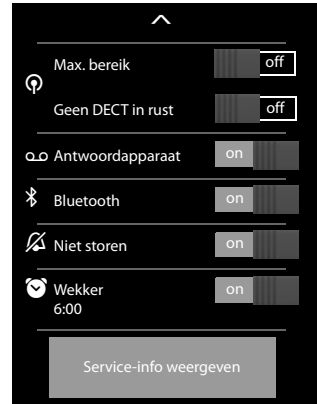 Max. bereik off
Geen DECT in rust off
Antwoordapparaat on
Bluetooth on
Niet storen on
Wekker on
6:00
Service-info weergeven